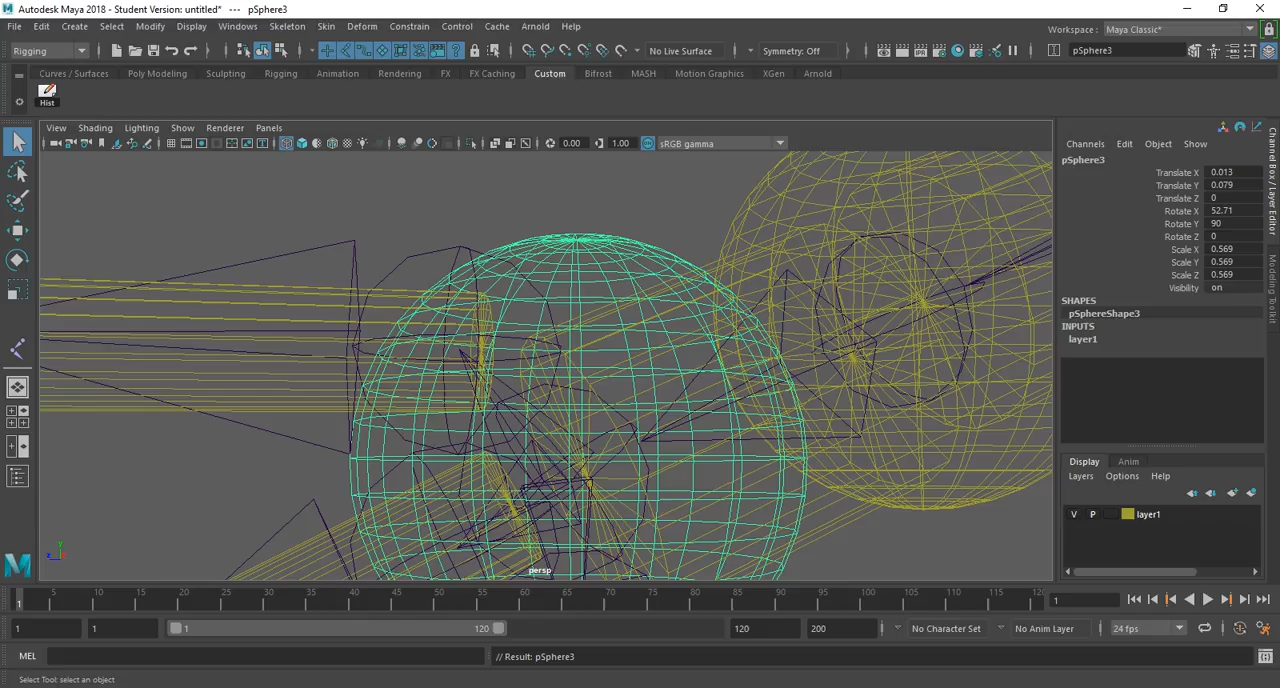 Autodesk Maya 2018 - Student Version: untitled* --- pSphere3
File Edit Create Select Modify Display Windows Skeleton Skin Deform Constrain Control Cache Arnold Help
Workspace : Maya Classic*
Rigging No Live Surface Symmetry: Off pSphere3
Curves / Surfaces Poly Modeling Sculpting Rigging Animation Rendering FX FX Caching Custom Bifrost MASH Motion Graphics XGen Arnold
Hist
View Shading Lighting Show Renderer Panels
0.00 1.00 sRGB gamma
Channels Edit Object Show
pSphere3
Translate X 0.013
Translate Y 0.079
Translate Z 0
Rotate X 52.71
Rotate Y 90
Rotate Z 0
Scale X 0.569
Scale Y 0.569
Scale Z 0.569
Visibility on
SHAPES
pSphereShape3
INPUTS
layer1
Channel Box / Layer Editor
Modeling Toolkit
Display Anim
Layers Options Help
V P layer1
y
z
persp
5 10 15 20 25 30 35 40 45 50 55 60 65 70 75 80 85 90 95 100 105 110 115 120
1 1
1 1 1 120 120 200 No Character Set No Anim Layer 24 fps
MEL // Result: pSphere3
Select Tool: select an object